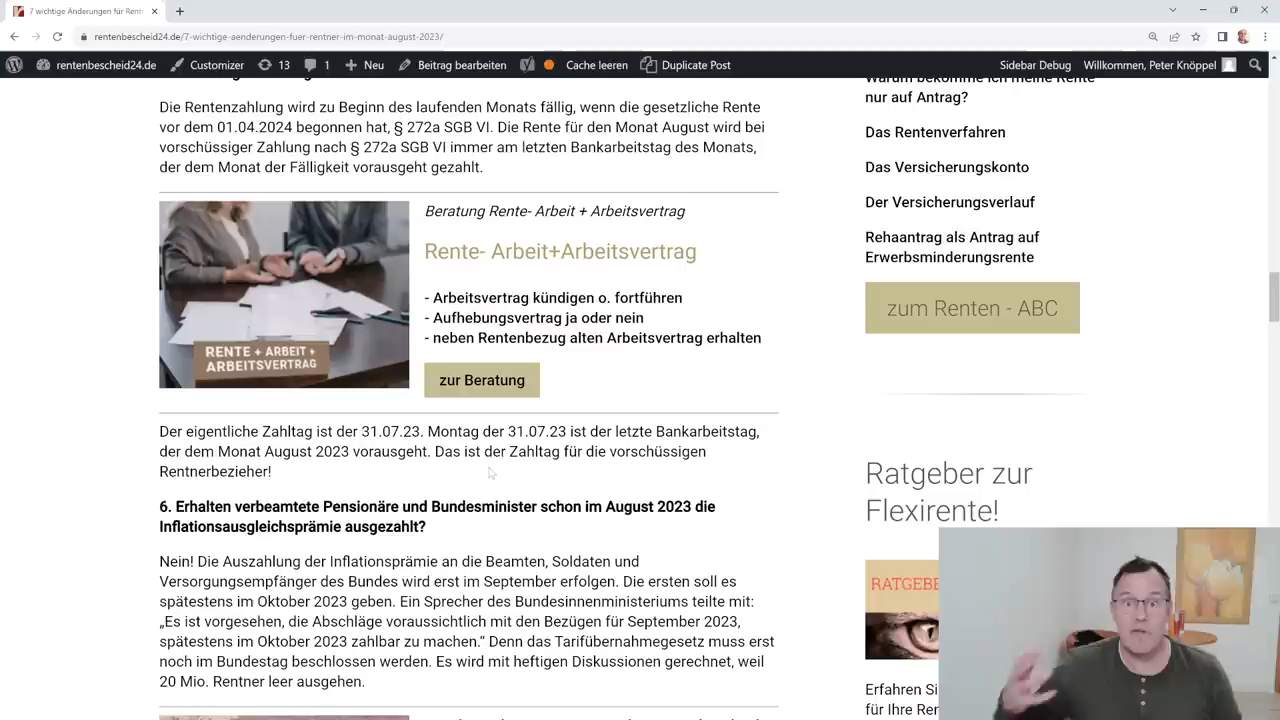 7 wichtige Änderungen für Rent
rentenbescheid24.de/7-wichtige-aenderungen-fuer-rentner-im-monat-august-2023/
rentenbescheid24.de Customizer 13 1 Neu Beitrag bearbeiten Cache leeren Duplicate Post Sidebar Debug Willkommen, Peter Knöppel
Die Rentenzahlung wird zu Beginn des laufenden Monats fällig, wenn die gesetzliche Rente
vor dem 01.04.2024 begonnen hat, § 272a SGB VI. Die Rente für den Monat August wird bei
vorschüssiger Zahlung nach § 272a SGB VI immer am letzten Bankarbeitstag des Monats,
der dem Monat der Fälligkeit vorausgeht gezahlt.
RENTE + ARBEIT +
ARBEITSVERTRAG
Beratung Rente- Arbeit + Arbeitsvertrag
Rente- Arbeit+Arbeitsvertrag
- Arbeitsvertrag kündigen o. fortführen
- Aufhebungsvertrag ja oder nein
- neben Rentenbezug alten Arbeitsvertrag erhalten
zur Beratung
Der eigentliche Zahltag ist der 31.07.23. Montag der 31.07.23 ist der letzte Bankarbeitstag,
der dem Monat August 2023 vorausgeht. Das ist der Zahltag für die vorschüssigen
Rentnerbezieher!
6. Erhalten verbeamtete Pensionäre und Bundesminister schon im August 2023 die
Inflationsausgleichsprämie ausgezahlt?
Nein! Die Auszahlung der Inflationsprämie an die Beamten, Soldaten und
Versorgungsempfänger des Bundes wird erst im September erfolgen. Die ersten soll es
spätestens im Oktober 2023 geben. Ein Sprecher des Bundesinnenministeriums teilte mit:
„Es ist vorgesehen, die Abschläge voraussichtlich mit den Bezügen für September 2023,
spätestens im Oktober 2023 zahlbar zu machen.“ Denn das Tarifübernahmegesetz muss erst
noch im Bundestag beschlossen werden. Es wird mit heftigen Diskussionen gerechnet, weil
20 Mio. Rentner leer ausgehen.
Warum bekomme ich meine Rente
nur auf Antrag?
Das Rentenverfahren
Das Versicherungskonto
Der Versicherungsverlauf
Rehaantrag als Antrag auf
Erwerbsminderungsrente
zum Renten - ABC
Ratgeber zur
Flexirente!
RATGEBE
Erfahren Si
für Ihre Rer